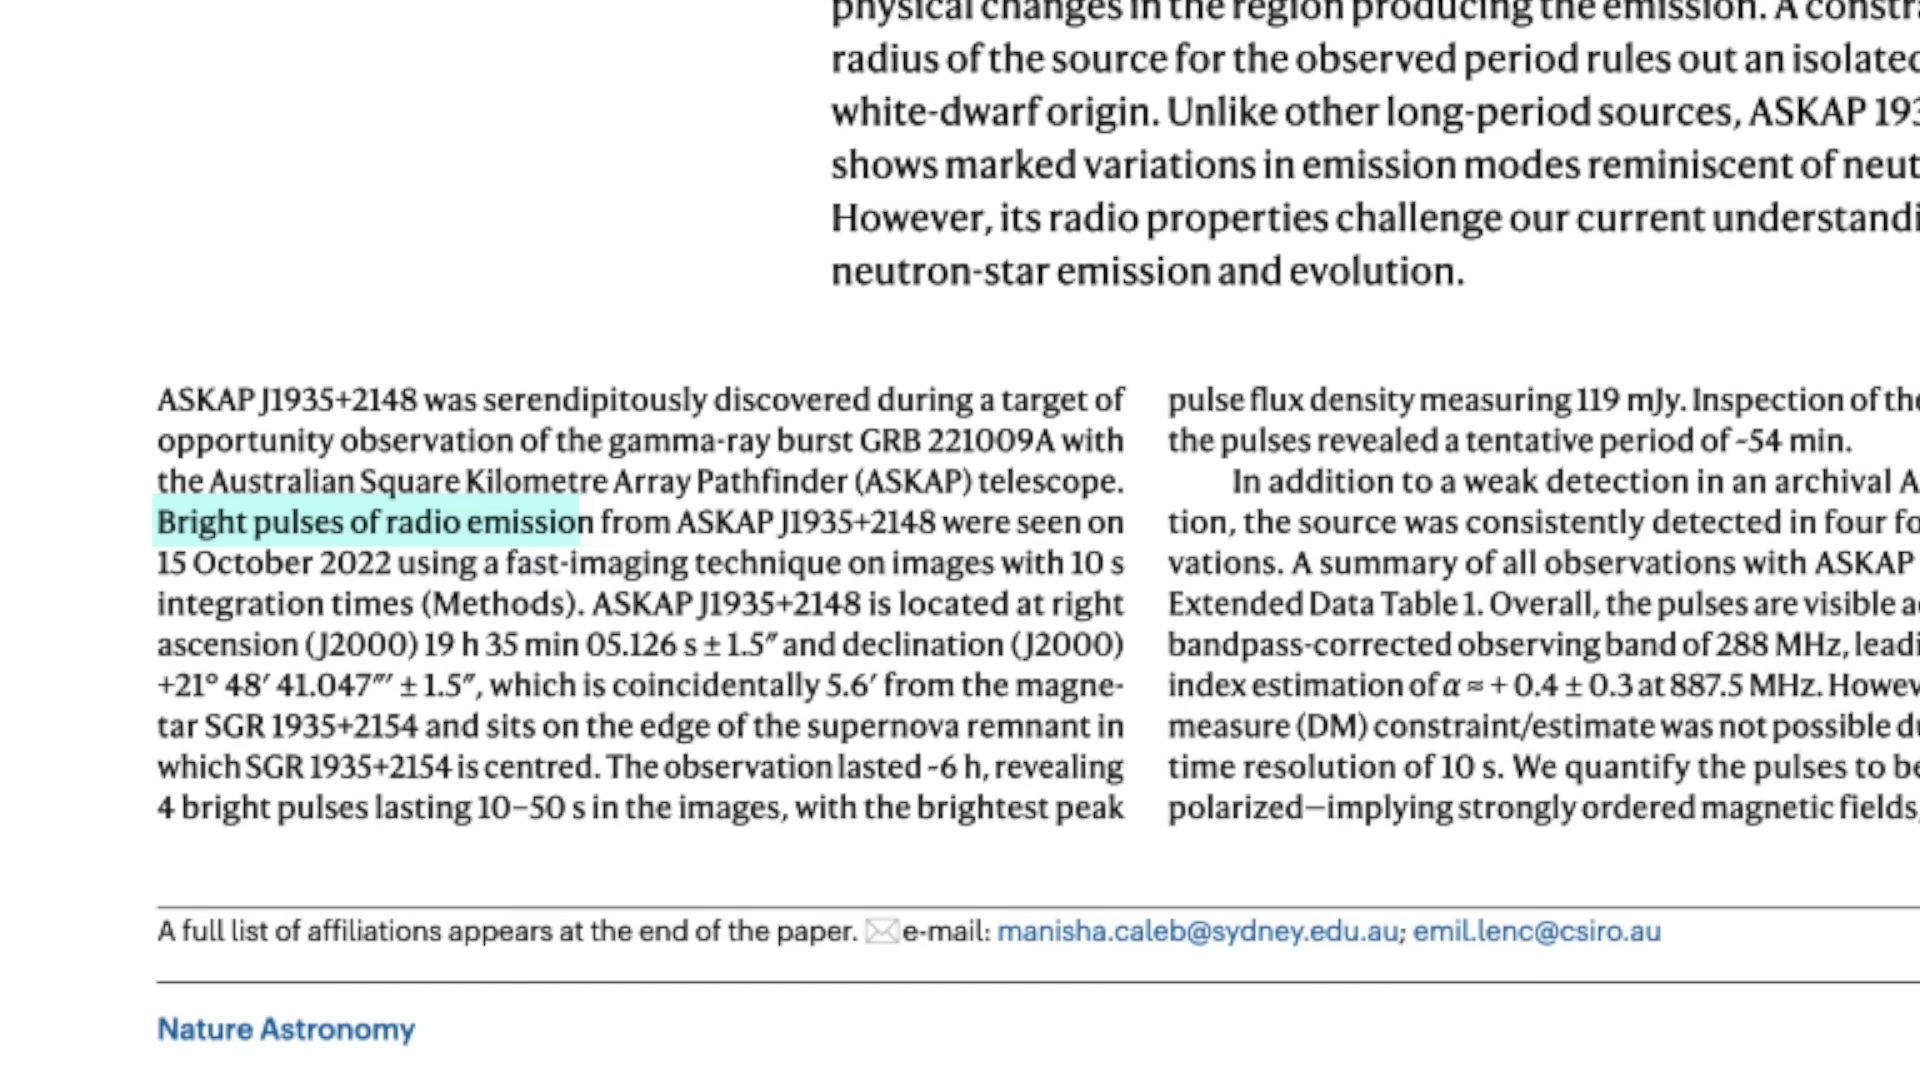 physical changes in the region producing the emission. A constr
radius of the source for the observed period rules out an isolated
white-dwarf origin. Unlike other long-period sources, ASKAP 193
shows marked variations in emission modes reminiscent of neut
However, its radio properties challenge our current understandi
neutron-star emission and evolution.
ASKAP J1935+2148 was serendipitously discovered during a target of
opportunity observation of the gamma-ray burst GRB 221009A with
the Australian Square Kilometre Array Pathfinder (ASKAP) telescope.
Bright pulses of radio emission from ASKAP J1935+2148 were seen on
15 October 2022 using a fast-imaging technique on images with 10 s
integration times (Methods). ASKAP J1935+2148 is located at right
ascension (J2000) 19 h 35 min 05.126 s ± 1.5″ and declination (J2000)
+21° 48′ 41.047″′ ± 1.5″, which is coincidentally 5.6′ from the magne-
tar SGR 1935+2154 and sits on the edge of the supernova remnant in
which SGR 1935+2154 is centred. The observation lasted ~6 h, revealing
4 bright pulses lasting 10–50 s in the images, with the brightest peak
pulse flux density measuring 119 mJy. Inspection of the
the pulses revealed a tentative period of ~54 min.
In addition to a weak detection in an archival A
tion, the source was consistently detected in four fo
vations. A summary of all observations with ASKAP
Extended Data Table 1. Overall, the pulses are visible a
bandpass-corrected observing band of 288 MHz, leadi
index estimation of α ≈ + 0.4 ± 0.3 at 887.5 MHz. Howev
measure (DM) constraint/estimate was not possible du
time resolution of 10 s. We quantify the pulses to be
polarized—implying strongly ordered magnetic fields,
A full list of affiliations appears at the end of the paper. e-mail: manisha.caleb@sydney.edu.au; emil.lenc@csiro.au
Nature Astronomy